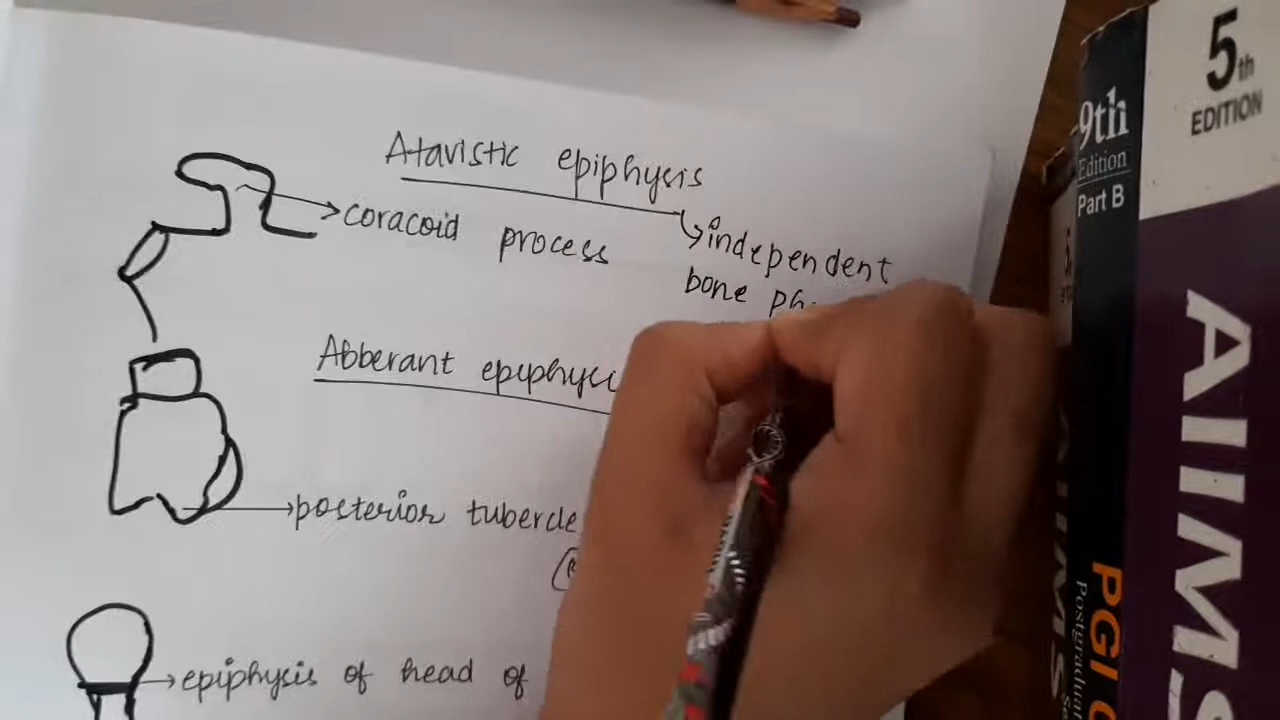 Atavistic epiphysis
coracoid process
independent
bone
Abberant
posterior tubercle
epiphysis of head of
9th
Edition
Part B
PGI
5th
EDITION
AIIMS